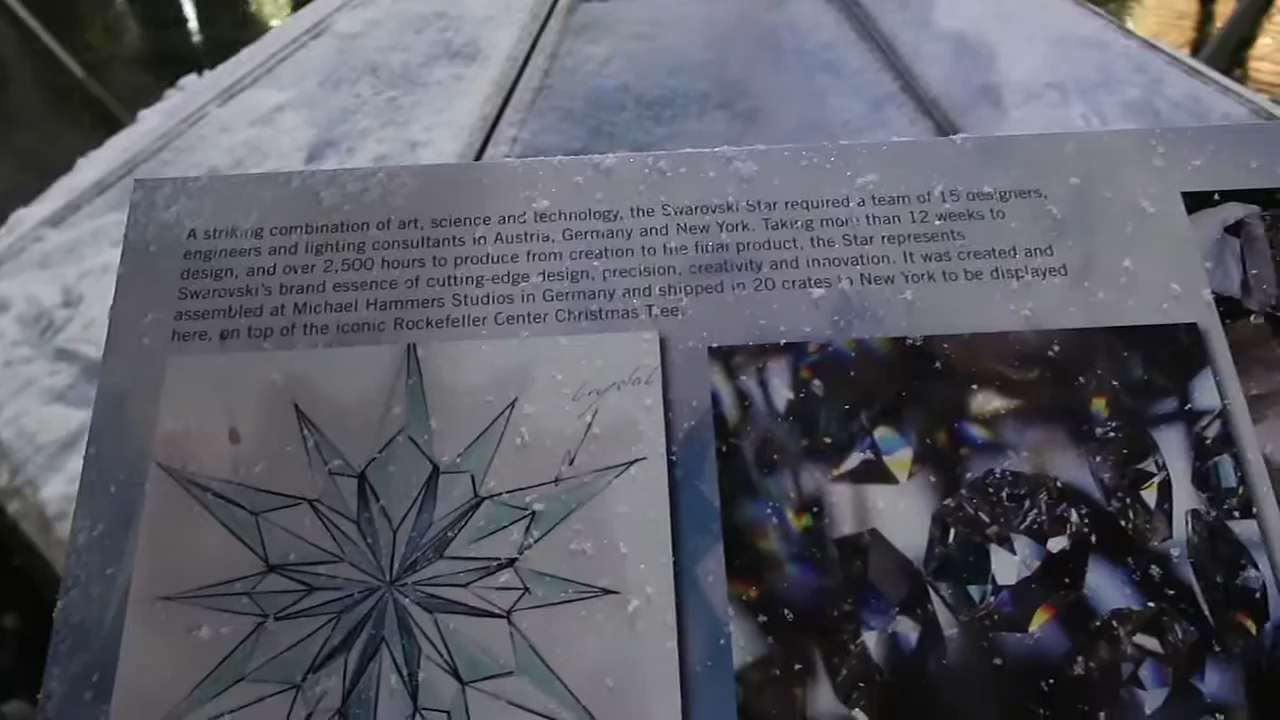 A striking combination of art, science and technology, the Swarovski Star required a team of 15 designers,
engineers and lighting consultants in Austria, Germany and New York. Taking more than 12 weeks to
design, and over 2,500 hours to produce from creation to the final product, the Star represents
Swarovski's brand essence of cutting-edge design, precision, creativity and innovation. It was created and
assembled at Michael Hammers Studios in Germany and shipped in 20 crates to New York to be displayed
here, on top of the iconic Rockefeller Center Christmas Tree.